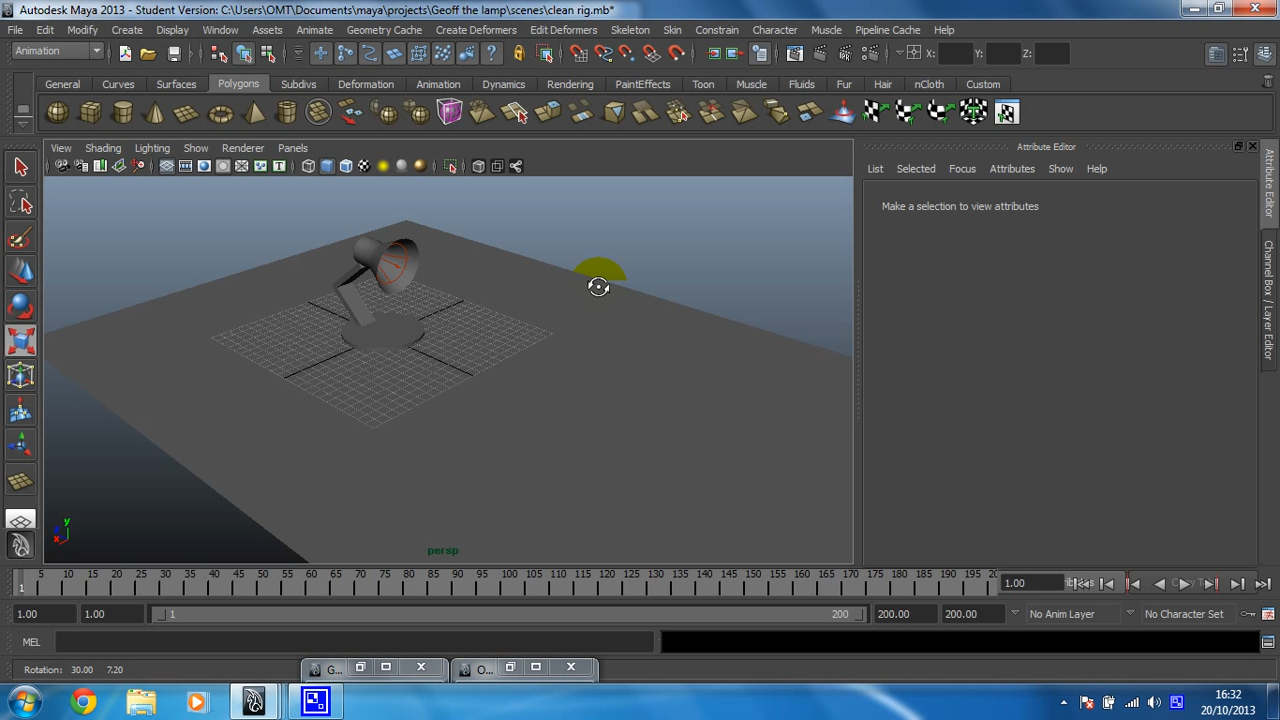 Autodesk Maya 2013 - Student Version: C:\Users\OMT\Documents\maya\projects\Geoff the lamp\scenes\clean rig.mb*
File Edit Modify Create Display Window Assets Animate Geometry Cache Create Deformers Edit Deformers Skeleton Skin Constrain Character Muscle Pipeline Cache Help
Animation X: Y: Z:
General Curves Surfaces Polygons Subdivs Deformation Animation Dynamics Rendering PaintEffects Toon Muscle Fluids Fur Hair nCloth Custom
View Shading Lighting Show Renderer Panels
Attribute Editor
List Selected Focus Attributes Show Help
Make a selection to view attributes
Attribute Editor
Channel Box / Layer Editor
y
x
persp
1 5 10 15 20 25 30 35 40 45 50 55 60 65 70 75 80 85 90 95 100 105 110 115 120 125 130 135 140 145 150 155 160 165 170 175 180 185 190 195 20 1.00
1.00 1.00 1 200 200.00 200.00 No Anim Layer No Character Set
MEL
Rotation: 30.00 7.20 G... O...
16:32
20/10/2013